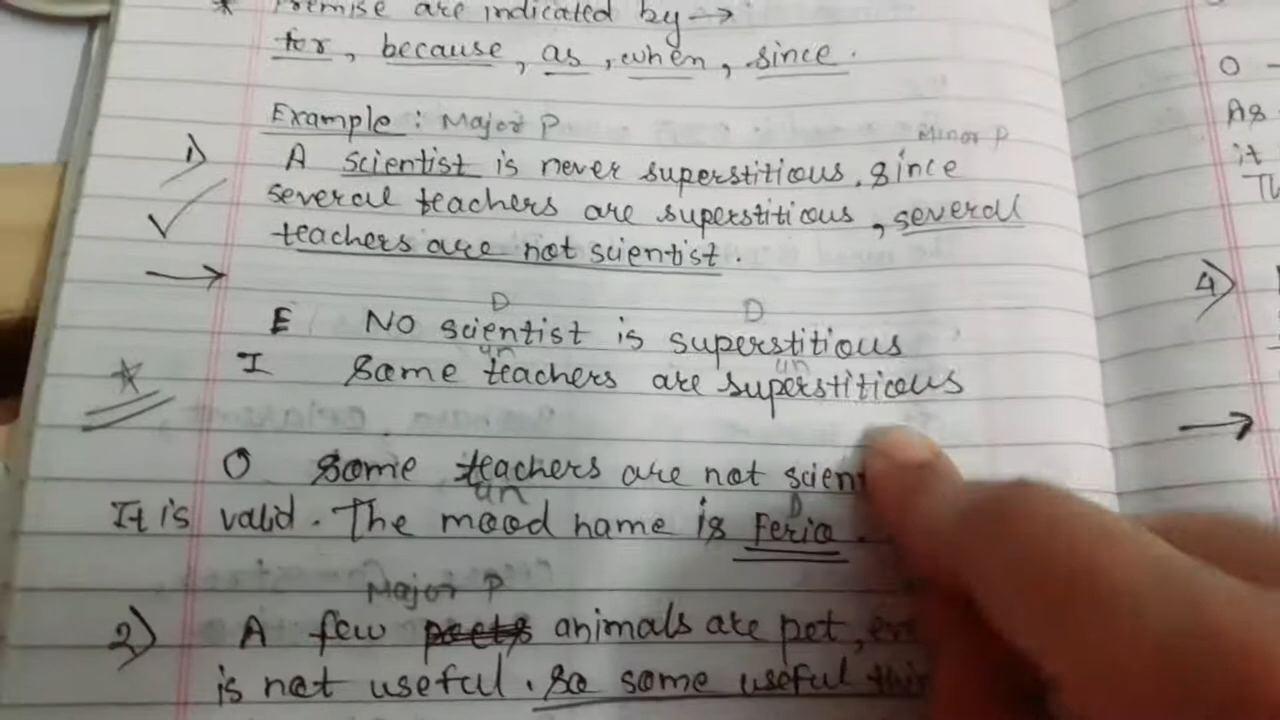 * Premise are indicated by →
for, because, as, when, since.
Example: Major P
Minor P
1) A scientist is never superstitious, since
several teachers are superstitious, several
teachers are not scientist.
→
D D
E No scientist is superstitious
un un
I Some teachers are superstitious
O Some teachers are not scien
un D
It is valid. The mood name is Ferio.
Major P
2) A few animals are pet,
is not useful. So some useful
O
As
it
4)
→